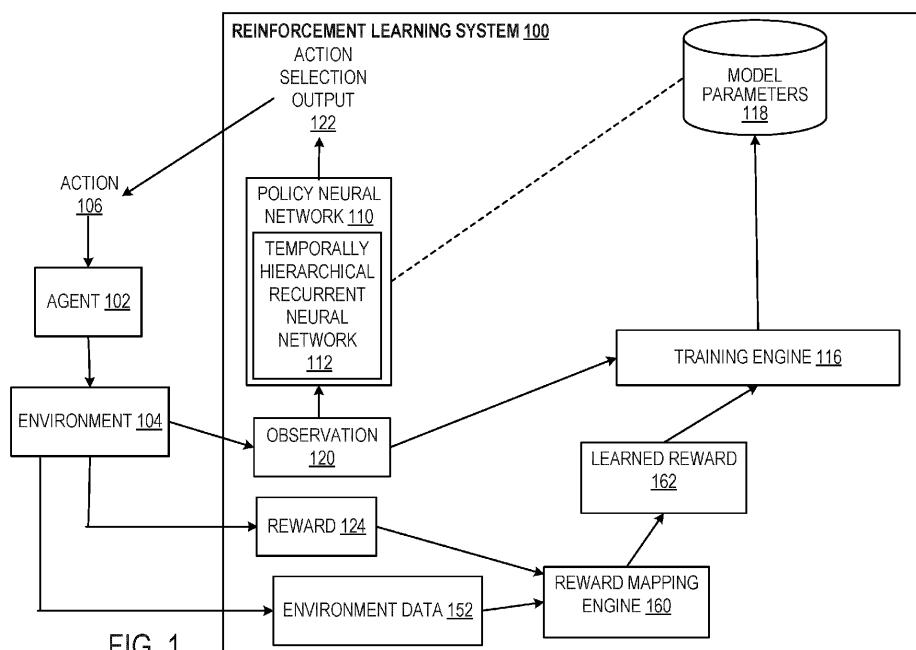 REINFORCEMENT LEARNING SYSTEM 100
ACTION
SELECTION
OUTPUT
122
MODEL
PARAMETERS
118
ACTION
106
POLICY NEURAL
NETWORK 110
TEMPORALLY
HIERARCHICAL
RECURRENT
NEURAL
NETWORK
112
AGENT 102
TRAINING ENGINE 116
ENVIRONMENT 104
OBSERVATION
120
LEARNED REWARD
162
REWARD 124
REWARD MAPPING
ENGINE 160
ENVIRONMENT DATA 152
FIG. 1